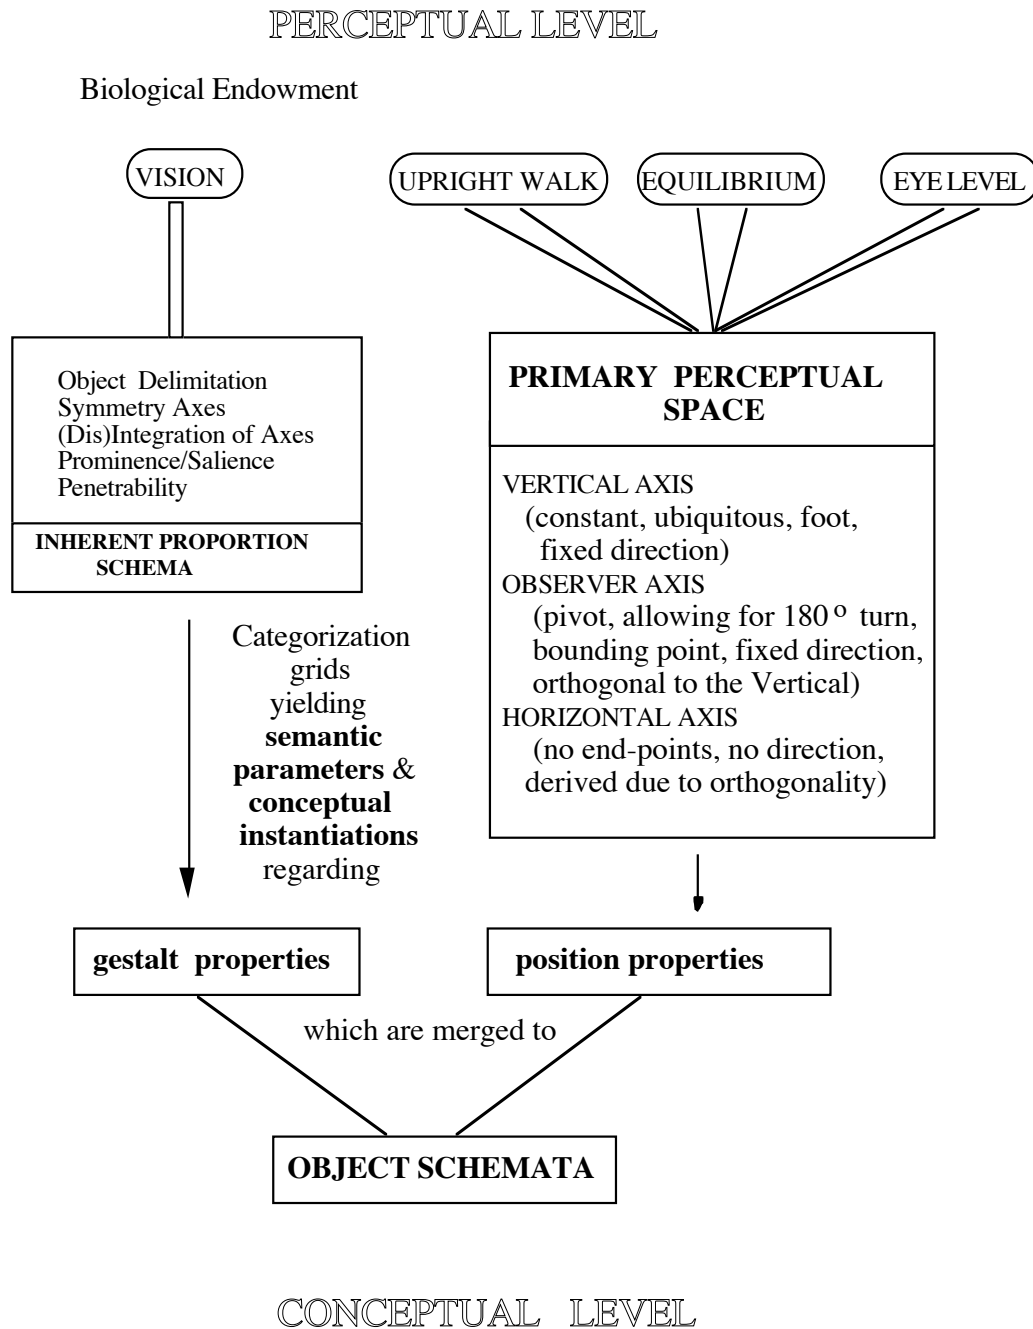 PERCEPTUAL LEVEL
Biological Endowment
VISION
UPRIGHT WALK
EQUILIBRIUM
EYE LEVEL
Object Delimitation
Symmetry Axes
(Dis)Integration of Axes
Prominence/Salience
Penetrability
INHERENT PROPORTION
SCHEMA
PRIMARY PERCEPTUAL
SPACE
VERTICAL AXIS
(constant, ubiquitous, foot,
fixed direction)
OBSERVER AXIS
(pivot, allowing for 180° turn,
bounding point, fixed direction,
orthogonal to the Vertical)
HORIZONTAL AXIS
(no end-points, no direction,
derived due to orthogonality)
Categorization
grids
yielding
semantic
parameters &
conceptual
instantiations
regarding
gestalt properties
position properties
which are merged to
OBJECT SCHEMATA
CONCEPTUAL LEVEL